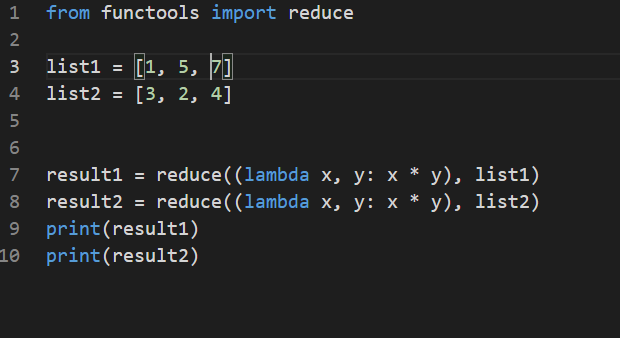 1 from functools import reduce
2
3 list1 = [1, 5, 7]
4 list2 = [3, 2, 4]
5
6
7 result1 = reduce((lambda x, y: x * y), list1)
8 result2 = reduce((lambda x, y: x * y), list2)
9 print(result1)
10 print(result2)